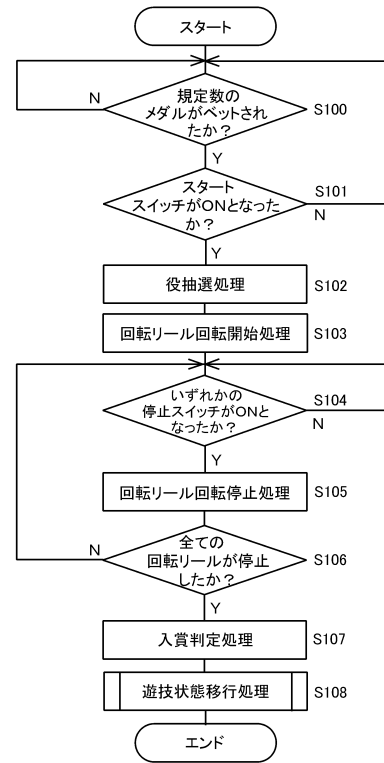 スタート
N
規定数の
メダルがベットされ
たか？
S100
Y
スタート
スイッチがONとなった
か？
S101
N
Y
役抽選処理
S102
回転リール回転開始処理
S103
いずれかの
停止スイッチがONと
なったか？
S104
N
Y
回転リール回転停止処理
S105
N
全ての
回転リールが停止
したか？
S106
Y
入賞判定処理
S107
遊技状態移行処理
S108
エンド